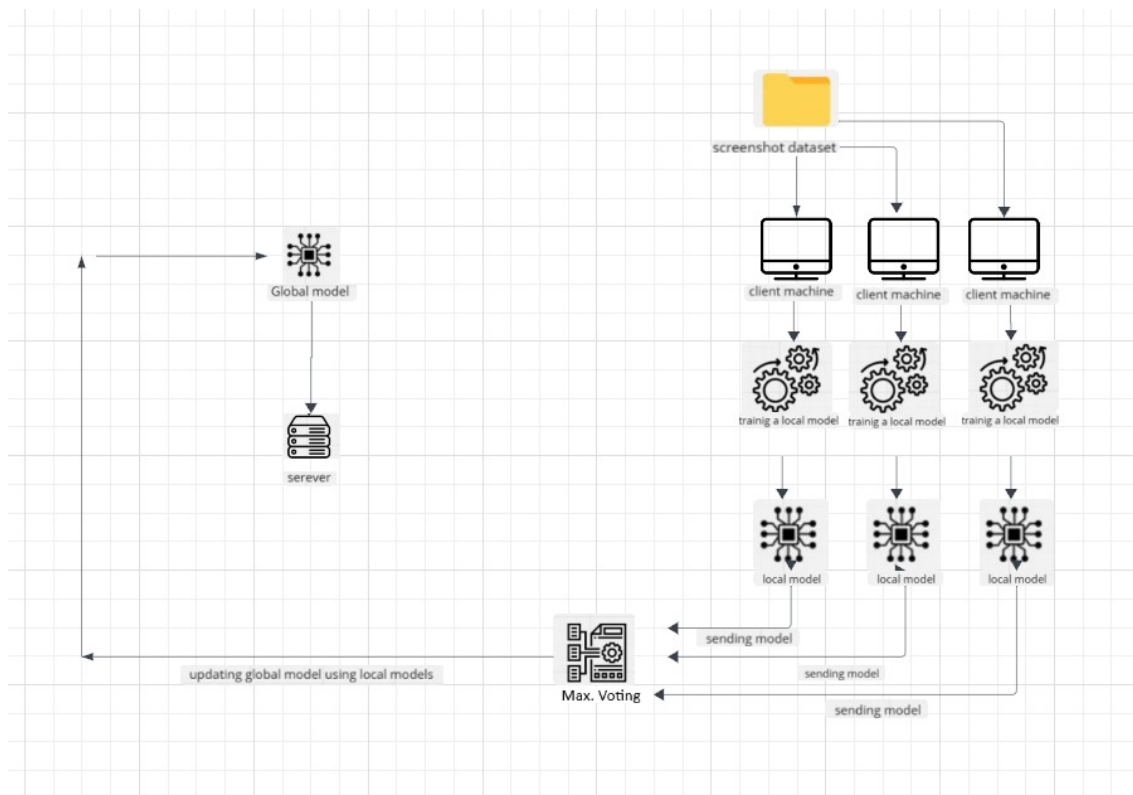 screenshot dataset
client machine
client machine
client machine
Global model
trainig a local model
trainig a local model
trainig a local model
serever
local model
local model
local model
sending model
sending model
updating global model using local models
Max. Voting
sending model